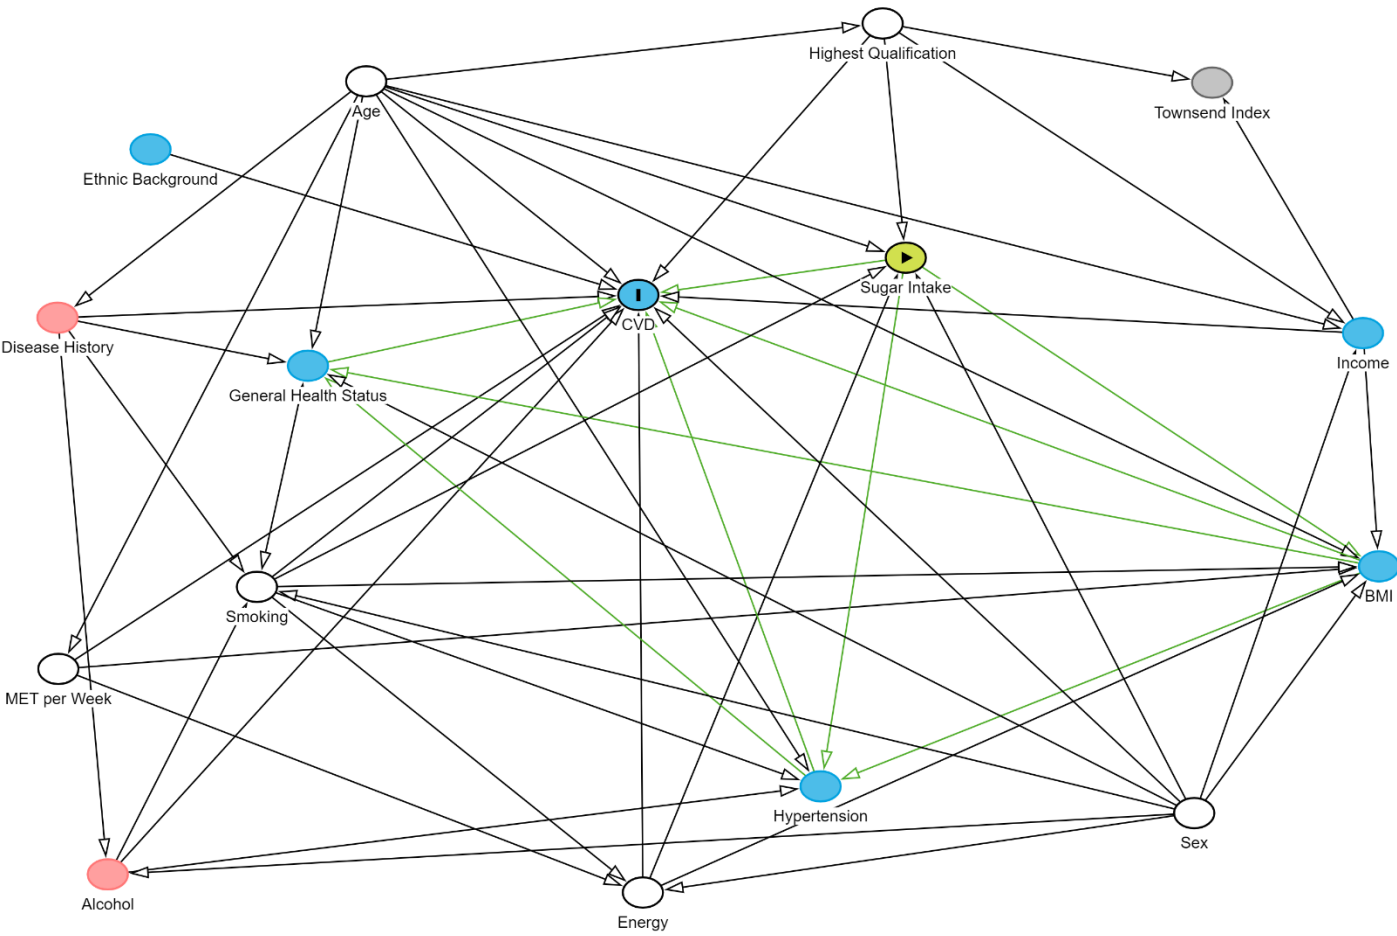 Highest Qualification
Age
Townsend Index
Ethnic Background
Sugar Intake
CVD
Disease History
Income
General Health Status
BMI
Smoking
MET per Week
Hypertension
Sex
Alcohol
Energy